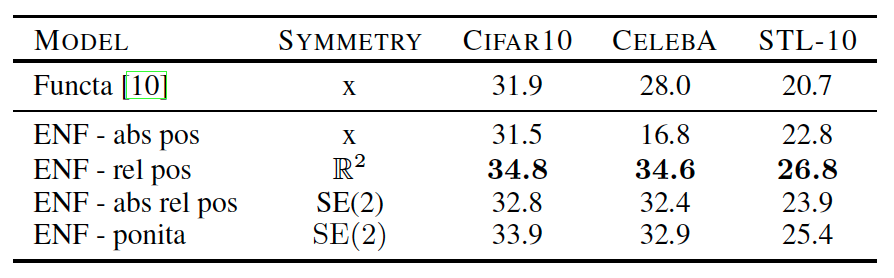 MODEL SYMMETRY CIFAR10 CELEBA STL-10
Functa [10] x 31.9 28.0 20.7
ENF - abs pos x 31.5 16.8 22.8
ENF - rel pos ℝ² 34.8 34.6 26.8
ENF - abs rel pos SE(2) 32.8 32.4 23.9
ENF - ponita SE(2) 33.9 32.9 25.4